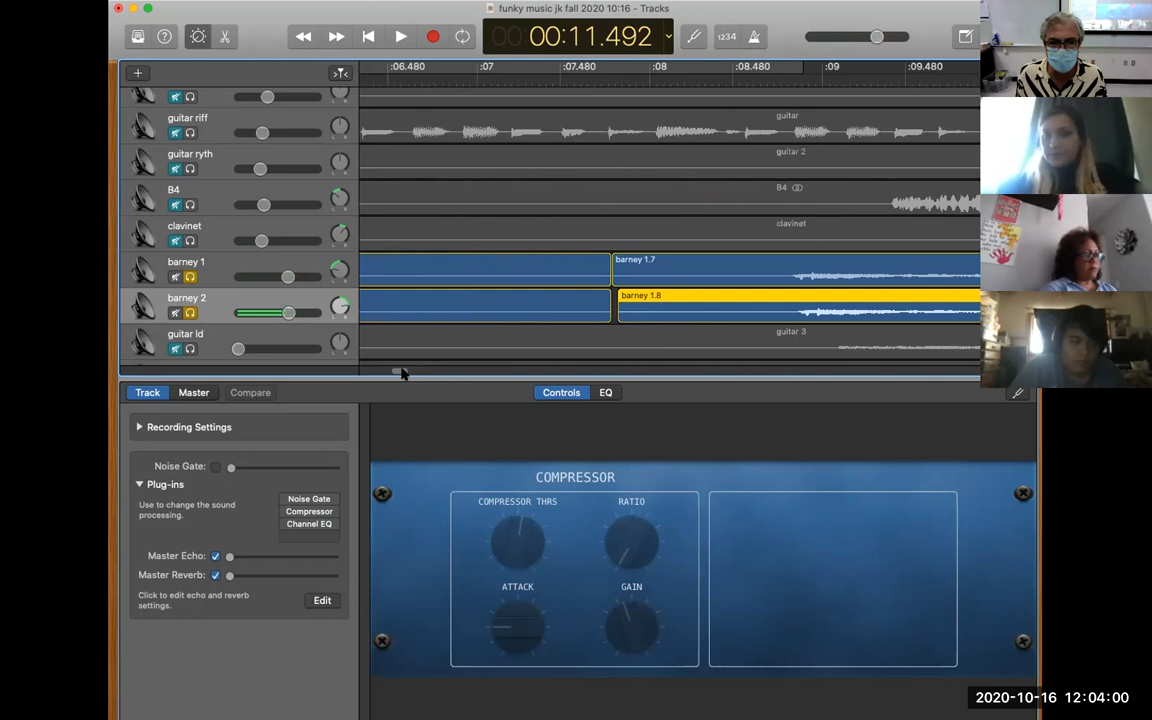 funky music jk fall 2020 10:16 - Tracks
00:11.492
1234
:06.480 :07 :07.480 :08 :08.480 :09 :09.480
guitar riff
guitar
guitar ryth
guitar 2
B4
B4
clavinet
clavinet
barney 1
barney 1.7
barney 2
barney 1.8
guitar ld
guitar 3
Track Master Compare Controls EQ
Recording Settings
Noise Gate:
Plug-ins
Use to change the sound
processing.
Noise Gate
Compressor
Channel EQ
Master Echo:
Master Reverb:
Click to edit echo and reverb
settings.
Edit
COMPRESSOR
COMPRESSOR THRS RATIO
ATTACK GAIN
2020-10-16 12:04:00